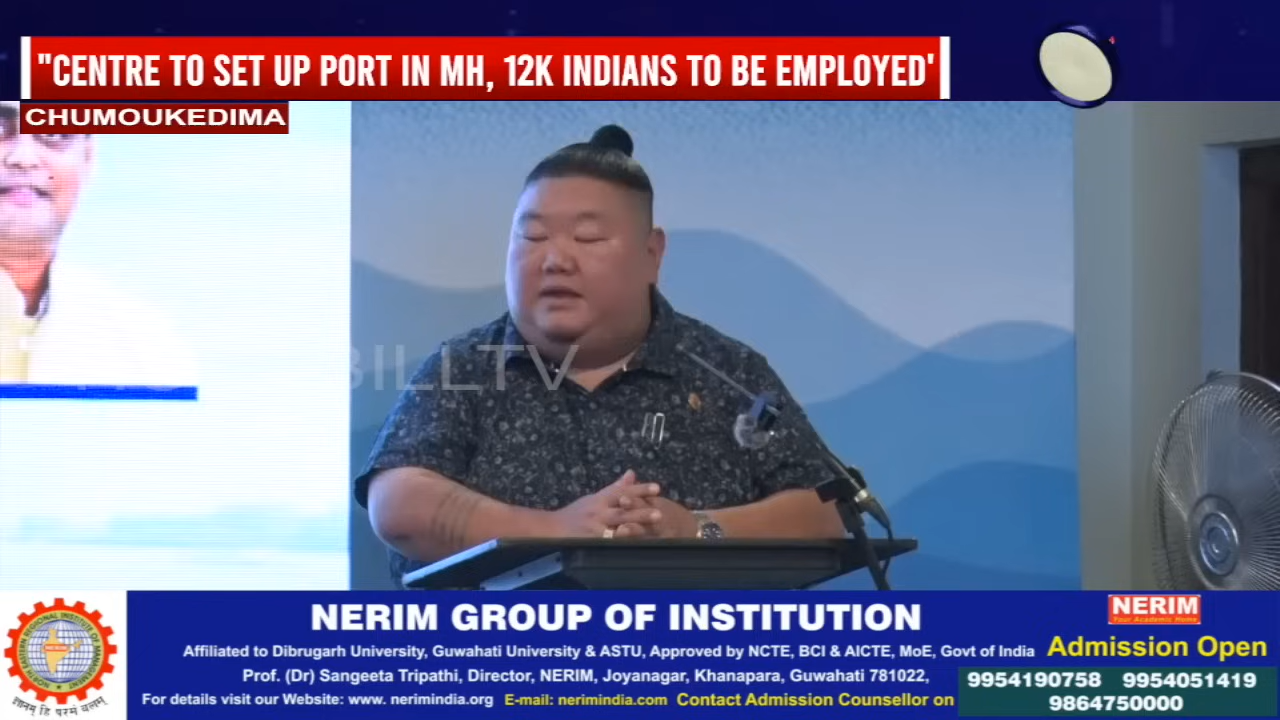 "CENTRE TO SET UP PORT IN MH, 12K INDIANS TO BE EMPLOYED'
CHUMOUKEDIMA
BILLTV
NERIM GROUP OF INSTITUTION
NERIM
Your Academic Home
Affiliated to Dibrugarh University, Guwahati University & ASTU, Approved by NCTE, BCI & AICTE, MoE, Govt of India
Admission Open
Prof. (Dr) Sangeeta Tripathi, Director, NERIM, Joyanagar, Khanapara, Guwahati 781022,
9954190758 9954051419
For details visit our Website: www. nerimindia.org E-mail: nerimindia.com Contact Admission Counsellor on
9864750000